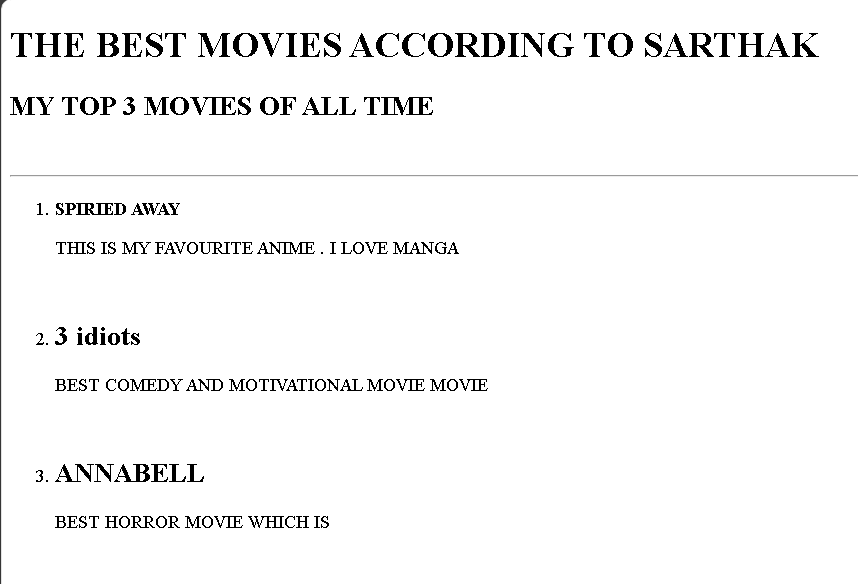 THE BEST MOVIES ACCORDING TO SARTHAK
MY TOP 3 MOVIES OF ALL TIME
1. SPIRIED AWAY
THIS IS MY FAVOURITE ANIME . I LOVE MANGA
2. 3 idiots
BEST COMEDY AND MOTIVATIONAL MOVIE MOVIE
3. ANNABELL
BEST HORROR MOVIE WHICH IS